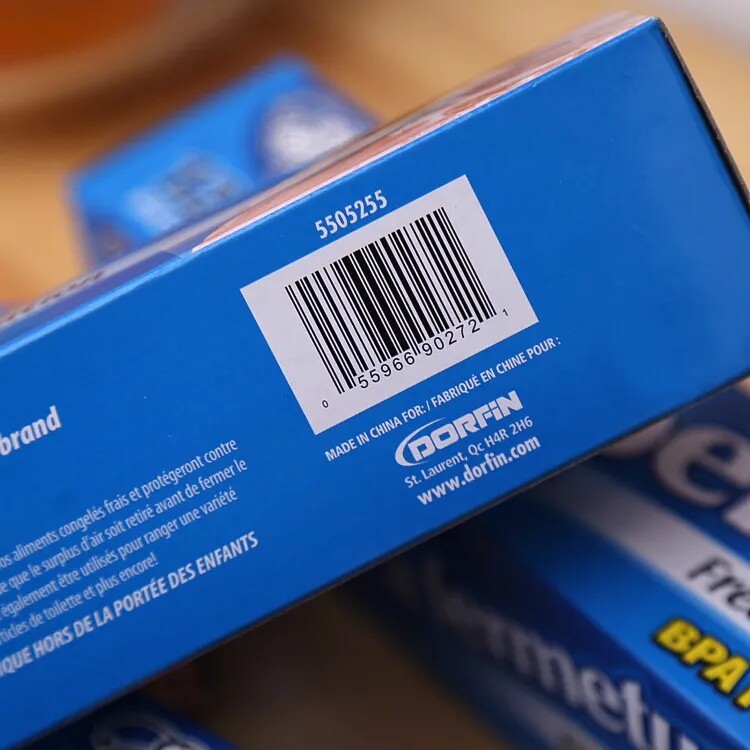 5505255
0 55966 90272 1
MADE IN CHINA FOR: / FABRIQUÉ EN CHINE POUR :
DORFIN
St. Laurent, Qc H4R 2H6
www.dorfin.com
brand
os aliments congelés frais et protégeront contre
que le surplus d'air soit retiré avant de fermer le
également être utilisés pour ranger une variété
ticles de toilette et plus encore!
IQUE HORS DE LA PORTÉE DES ENFANTS
Fre
BPA
ermetu